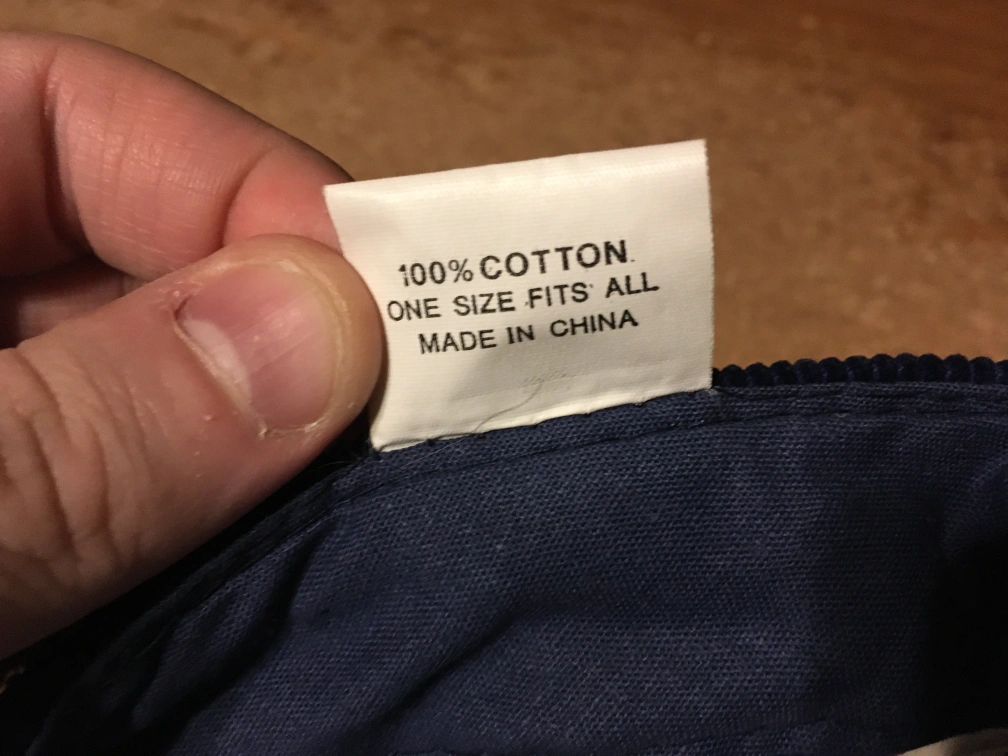 100% COTTON.
ONE SIZE FITS ALL
MADE IN CHINA